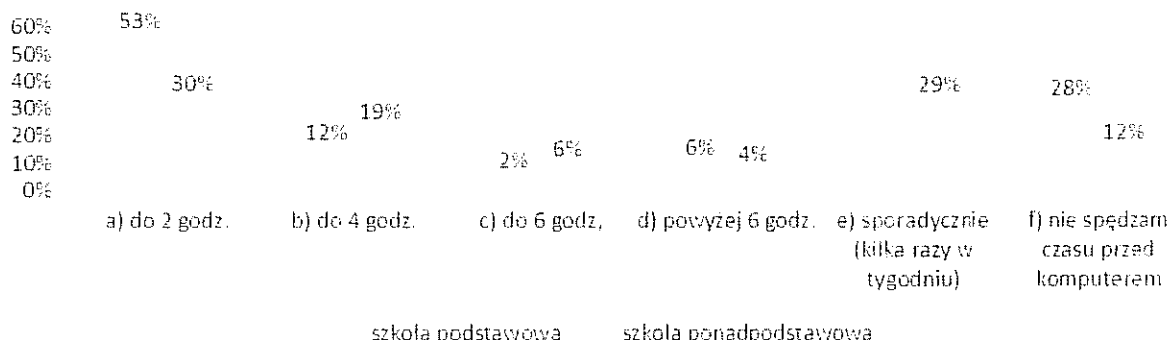 60%
50%
40%
30%
20%
10%
0%
53%
30%
12%
19%
2%
6%
6%
4%
29%
28%
12%
a) do 2 godz.
b) do 4 godz.
c) do 6 godz,
d) powyżej 6 godz.
e) sporadycznie
(kilka razy w
tygodniu)
f) nie spędzam
czasu przed
komputerem
szkoła podstawowa
szkoła ponadpodstawowa